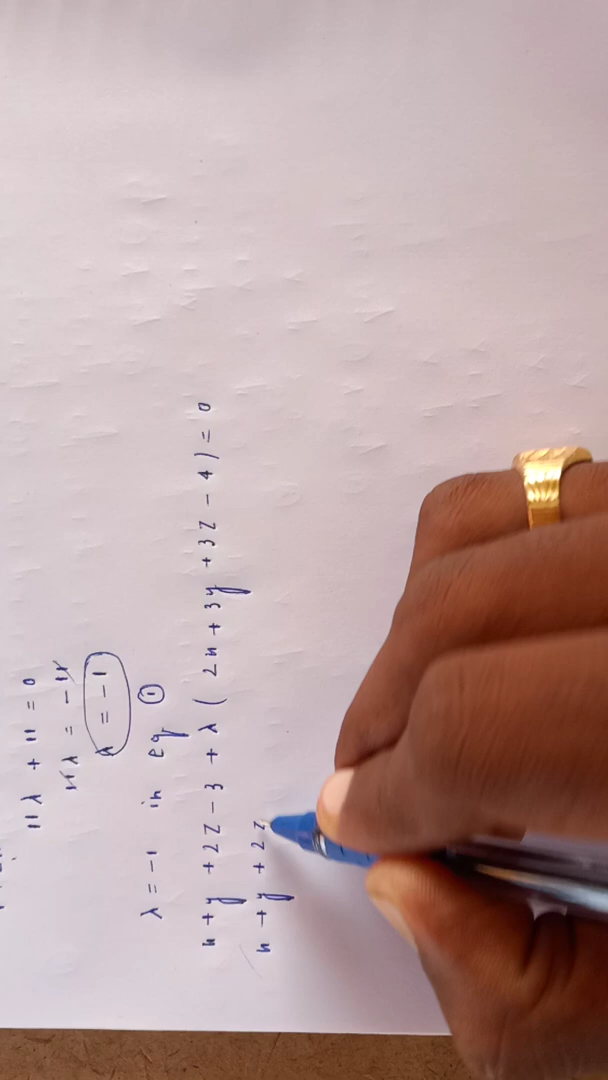 11λ + 11 = 0
11λ = -11
λ = -1
λ = -1 in eq ①
x + y + 2z - 3 + λ ( 2x + 3y + 3z - 4 ) = 0
x + y + 2z